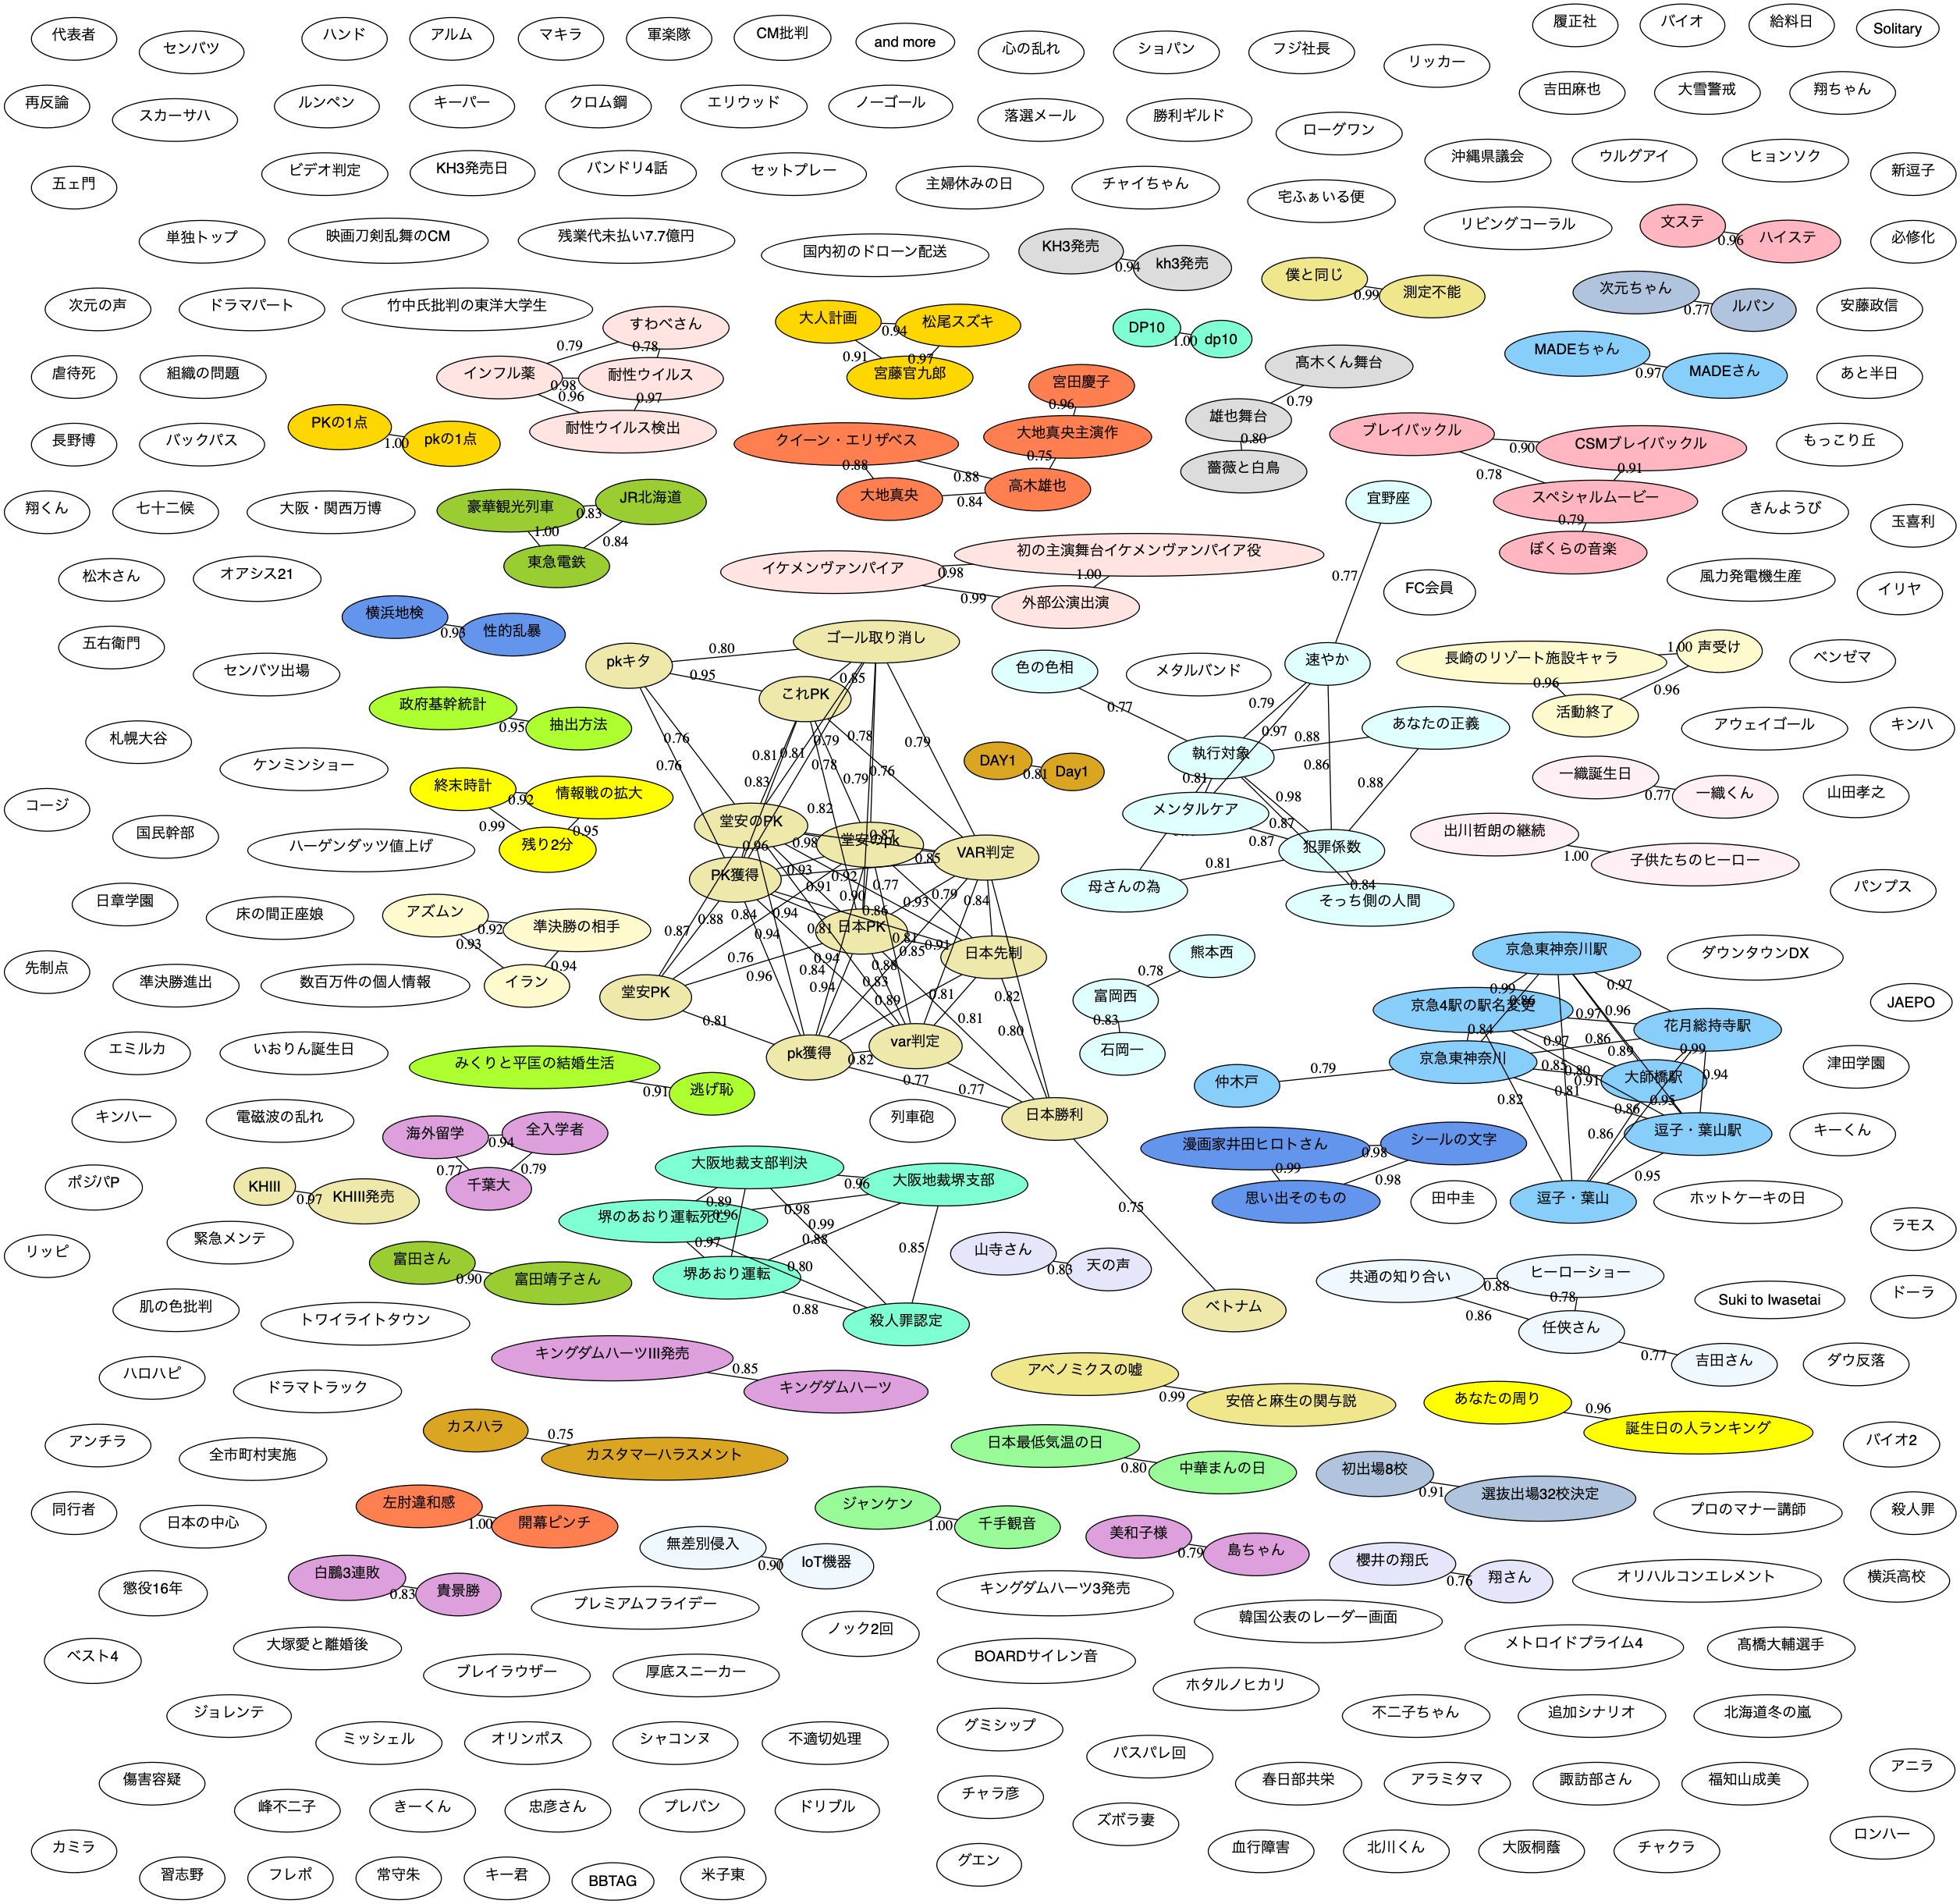 代表者
センバツ
ハンド
アルム
マキラ
軍楽隊
CM批判
and more
心の乱れ
ショパン
フジ社長
リッカー
履正社
バイオ
給料日
Solitary
再反論
スカーサハ
ルンペン
キーパー
クロム鋼
エリウッド
ノーゴール
落選メール
勝利ギルド
ローグワン
吉田麻也
大雪警戒
翔ちゃん
五ェ門
ビデオ判定
KH3発売日
バンドリ4話
セットプレー
主婦休みの日
チャイちゃん
宅ふぁいる便
沖縄県議会
ウルグアイ
ヒョンソク
新逗子
単独トップ
映画刀剣乱舞のCM
残業代未払い7.7億円
国内初のドローン配送
KH3発売
0.94
kh3発売
リビングコーラル
文ステ
0.96
ハイステ
必修化
僕と同じ
0.99
測定不能
次元ちゃん
0.77
ルパン
安藤政信
次元の声
ドラマパート
竹中氏批判の東洋大学生
すわべさん
0.79
0.78
インフル薬
0.98
耐性ウイルス
0.96
0.97
耐性ウイルス検出
大人計画
0.94
松尾スズキ
0.91
0.97
宮藤官九郎
DP10
1.00
dp10
MADEちゃん
0.97
MADEさん
あと半日
虐待死
組織の問題
PKの1点
1.00
pkの1点
宮田慶子
0.96
大地真央主演作
0.75
クイーン・エリザベス
0.88
0.88
大地真央
0.84
高木雄也
髙木くん舞台
0.79
雄也舞台
0.80
薔薇と白鳥
ブレイバックル
0.90
CSMブレイバックル
0.78
0.91
スペシャルムービー
0.79
ぼくらの音楽
もっこり丘
長野博
バックパス
翔くん
七十二候
大阪・関西万博
豪華観光列車
0.83
JR北海道
1.00
0.84
東急電鉄
宜野座
0.77
きんようび
玉喜利
松木さん
オアシス21
イケメンヴァンパイア
0.98
初の主演舞台イケメンヴァンパイア役
1.00
0.99
外部公演出演
FC会員
風力発電機生産
イリヤ
横浜地検
0.93
性的乱暴
五右衛門
センバツ出場
pkキタ
0.80
ゴール取り消し
0.95
これPK
0.85
0.76
0.76
0.81
0.81
0.79
0.78
0.78
0.79
0.76
0.79
0.83
0.82
色の色相
0.77
メタルバンド
速やか
0.79
0.97
0.86
長崎のリゾート施設キャラ
1.00
声受け
0.96
0.96
活動終了
ベンゼマ
政府基幹統計
0.95
抽出方法
執行対象
0.88
あなたの正義
0.88
0.81
0.98
0.87
アウェイゴール
キンハ
札幌大谷
ケンミンショー
DAY1
0.81
Day1
メンタルケア
0.87
犯罪係数
0.81
0.84
母さんの為
そっち側の人間
一織誕生日
0.77
一織くん
山田孝之
コージ
国民幹部
終末時計
0.92
情報戦の拡大
0.99
0.95
残り2分
堂安のPK
0.98
堂安のpk
0.87
0.85
VAR判定
0.96
PK獲得
0.93
0.92
0.91
0.77
0.79
0.90
0.93
0.84
0.88
0.84
0.94
0.86
0.87
0.94
0.81
日本PK
0.81
0.91
0.85
日本先制
0.76
0.94
0.88
0.96
0.84
0.83
0.94
0.89
0.81
0.82
0.81
0.80
堂安PK
0.81
pk獲得
0.82
var判定
0.77
0.77
日本勝利
0.75
ベトナム
出川哲朗の継続
1.00
子供たちのヒーロー
ハーゲンダッツ値上げ
日章学園
床の間正座娘
アズムン
0.92
準決勝の相手
0.93
0.94
イラン
パンプス
先制点
準決勝進出
数百万件の個人情報
熊本西
0.78
富岡西
0.83
石岡一
京急東神奈川駅
0.99
0.86
0.97
京急4駅の駅名変更
0.97
0.96
花月総持寺駅
0.84
0.97
0.86
0.89
0.99
京急東神奈川
0.85
0.80
大師橋駅
0.94
0.91
0.79
仲木戸
0.82
0.81
0.95
0.86
0.86
逗子・葉山駅
0.95
逗子・葉山
ダウンタウンDX
JAEPO
エミルカ
いおりん誕生日
みくりと平匡の結婚生活
0.91
逃げ恥
列車砲
津田学園
キンハー
電磁波の乱れ
海外留学
0.94
全入学者
0.77
0.79
千葉大
キーくん
漫画家井田ヒロトさん
0.98
シールの文字
0.99
0.98
思い出そのもの
田中圭
ホットケーキの日
ポジパP
KHIII
0.97
KHIII発売
大阪地裁支部判決
0.96
大阪地裁堺支部
0.89
0.96
0.98
0.99
0.88
0.85
堺のあおり運転死亡
0.97
0.80
堺あおり運転
0.88
殺人罪認定
ラモス
リッピ
緊急メンテ
富田さん
0.90
富田靖子さん
山寺さん
0.83
天の声
共通の知り合い
0.88
ヒーローショー
0.86
0.78
任侠さん
0.77
吉田さん
Suki to Iwasetai
ドーラ
肌の色批判
トワイライトタウン
キングダムハーツIII発売
0.85
キングダムハーツ
ハロハピ
ドラマトラック
アベノミクスの嘘
0.99
安倍と麻生の関与説
ダウ反落
あなたの周り
0.96
誕生日の人ランキング
アンチラ
全市町村実施
カスハラ
0.75
カスタマーハラスメント
日本最低気温の日
0.80
中華まんの日
初出場8校
0.91
選抜出場32校決定
バイオ2
同行者
日本の中心
左肘違和感
1.00
開幕ピンチ
ジャンケン
1.00
千手観音
プロのマナー講師
殺人罪
無差別侵入
0.90
IoT機器
美和子様
0.79
島ちゃん
櫻井の翔氏
0.76
翔さん
白鵬3連敗
0.83
貴景勝
オリハルコンエレメント
横浜高校
懲役16年
プレミアムフライデー
キングダムハーツ3発売
韓国公表のレーダー画面
ノック2回
ベスト4
大塚愛と離婚後
ブレイラウザー
厚底スニーカー
BOARDサイレン音
メトロイドプライム4
髙橋大輔選手
ホタルノヒカリ
ジョレンテ
ミッシェル
オリンポス
シャコンヌ
不適切処理
グミシップ
不二子ちゃん
追加シナリオ
北海道冬の嵐
パスパレ回
傷害容疑
春日部共栄
アラミタマ
諏訪部さん
福知山成美
アニラ
峰不二子
きーくん
忠彦さん
プレバン
ドリブル
チャラ彦
ズボラ妻
カミラ
血行障害
北川くん
大阪桐蔭
チャクラ
ロンハー
習志野
フレポ
常守朱
キー君
BBTAG
米子東
グエン